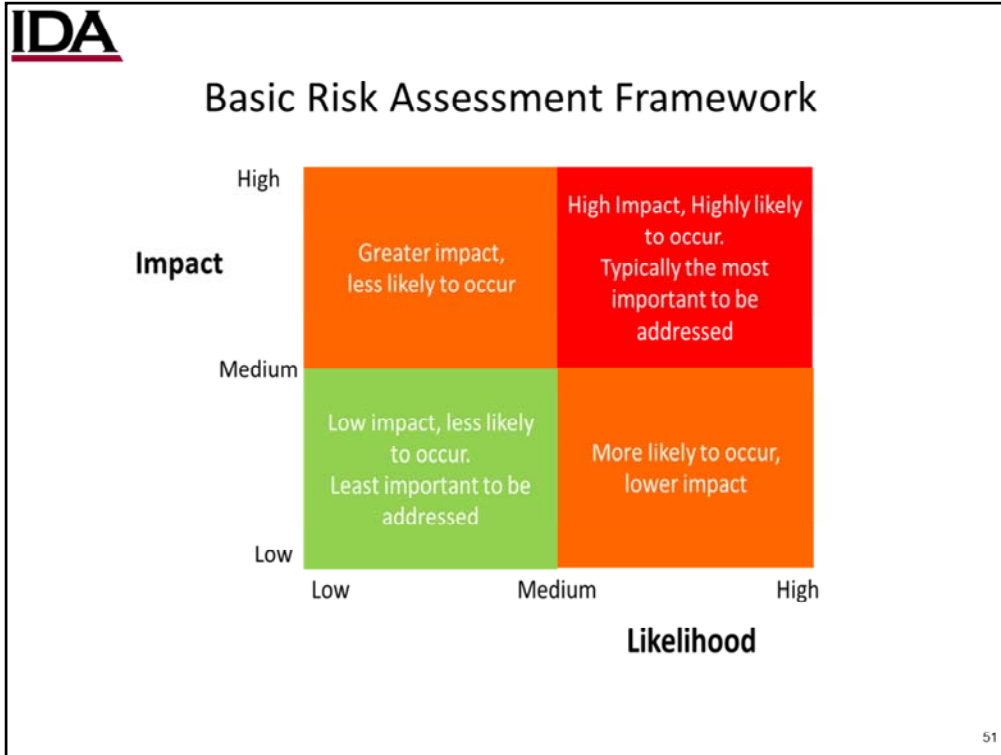 IDA
Basic Risk Assessment Framework
High
Impact
Medium
Low
Greater impact,
less likely to occur
High Impact, Highly likely
to occur.
Typically the most
important to be
addressed
Low impact, less likely
to occur.
Least important to be
addressed
More likely to occur,
lower impact
Low
Medium
High
Likelihood
51